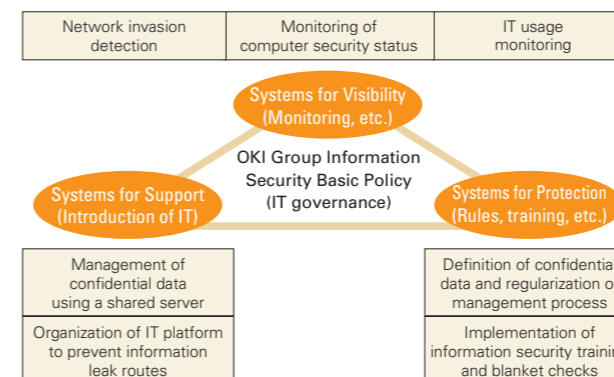 Network invasion
detection
Monitoring of
computer security status
IT usage
monitoring
Systems for Visibility
(Monitoring, etc.)
OKI Group Information
Security Basic Policy
(IT governance)
Systems for Support
(Introduction of IT)
Systems for Protection
(Rules, training, etc.)
Management of
confidential data
using a shared server
Organization of IT platform
to prevent information
leak routes
Definition of confidential
data and regularization of
management process
Implementation of
information security training
and blanket checks